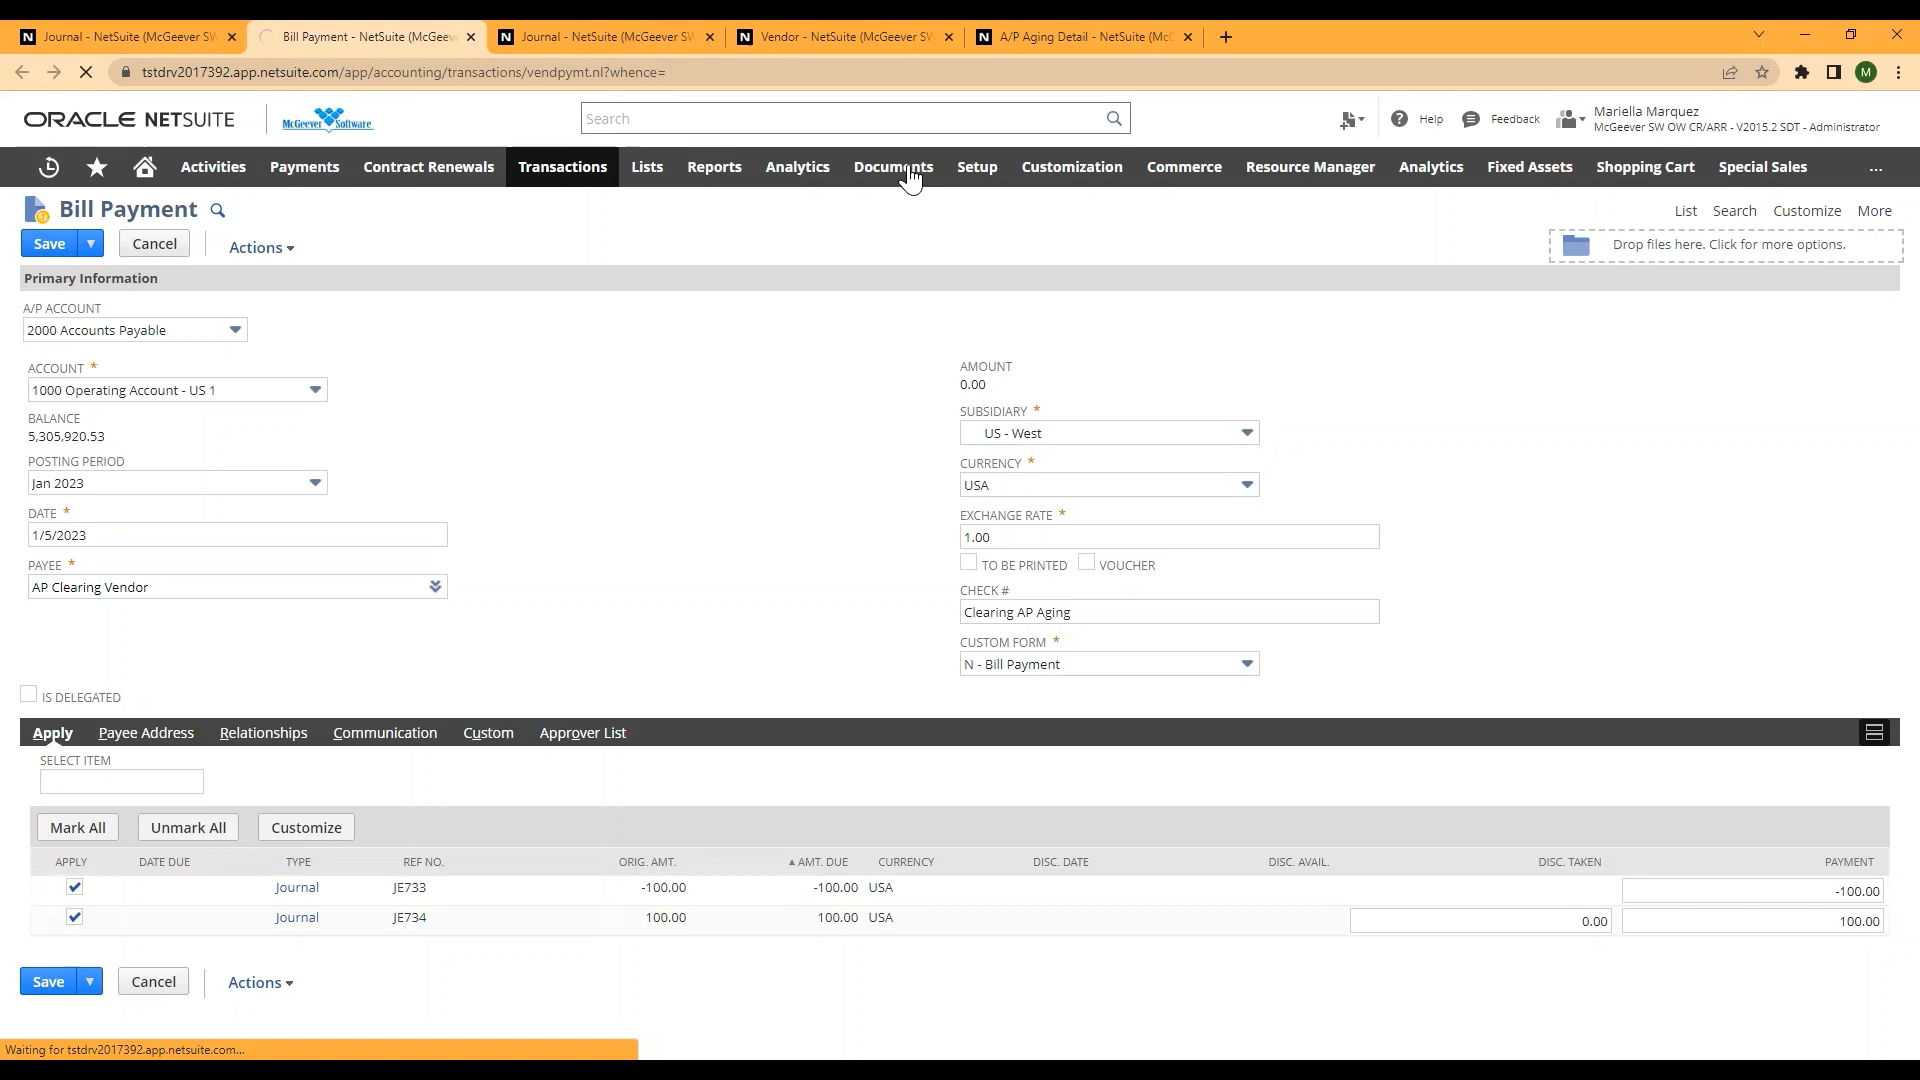 Journal - NetSuite (McGeever SW
Bill Payment - NetSuite (McGeev
Journal - NetSuite (McGeever SW
Vendor - NetSuite (McGeever SW
A/P Aging Detail - NetSuite (McG
tstdrv2017392.app.netsuite.com/app/accounting/transactions/vendpymt.nl?whence=
M
ORACLE NETSUITE
McGeever Software
Search
Help
Feedback
Mariella Marquez
McGeever SW OW CR/ARR - V2015.2 SDT - Administrator
Activities Payments Contract Renewals Transactions Lists Reports Analytics Documents Setup Customization Commerce Resource Manager Analytics Fixed Assets Shopping Cart Special Sales ...
Bill Payment
List Search Customize More
Save Cancel Actions
Drop files here. Click for more options.
Primary Information
A/P ACCOUNT
2000 Accounts Payable
ACCOUNT *
1000 Operating Account - US 1
BALANCE
5,305,920.53
POSTING PERIOD
Jan 2023
DATE *
1/5/2023
PAYEE *
AP Clearing Vendor
AMOUNT
0.00
SUBSIDIARY *
US - West
CURRENCY *
USA
EXCHANGE RATE *
1.00
TO BE PRINTED VOUCHER
CHECK #
Clearing AP Aging
CUSTOM FORM *
N - Bill Payment
IS DELEGATED
Apply Payee Address Relationships Communication Custom Approver List
SELECT ITEM
Mark All Unmark All Customize
APPLY DATE DUE TYPE REF NO. ORIG. AMT. ▲ AMT. DUE CURRENCY DISC. DATE DISC. AVAIL. DISC. TAKEN PAYMENT
Journal JE733 -100.00 -100.00 USA -100.00
Journal JE734 100.00 100.00 USA 0.00 100.00
Save Cancel Actions
Waiting for tstdrv2017392.app.netsuite.com...